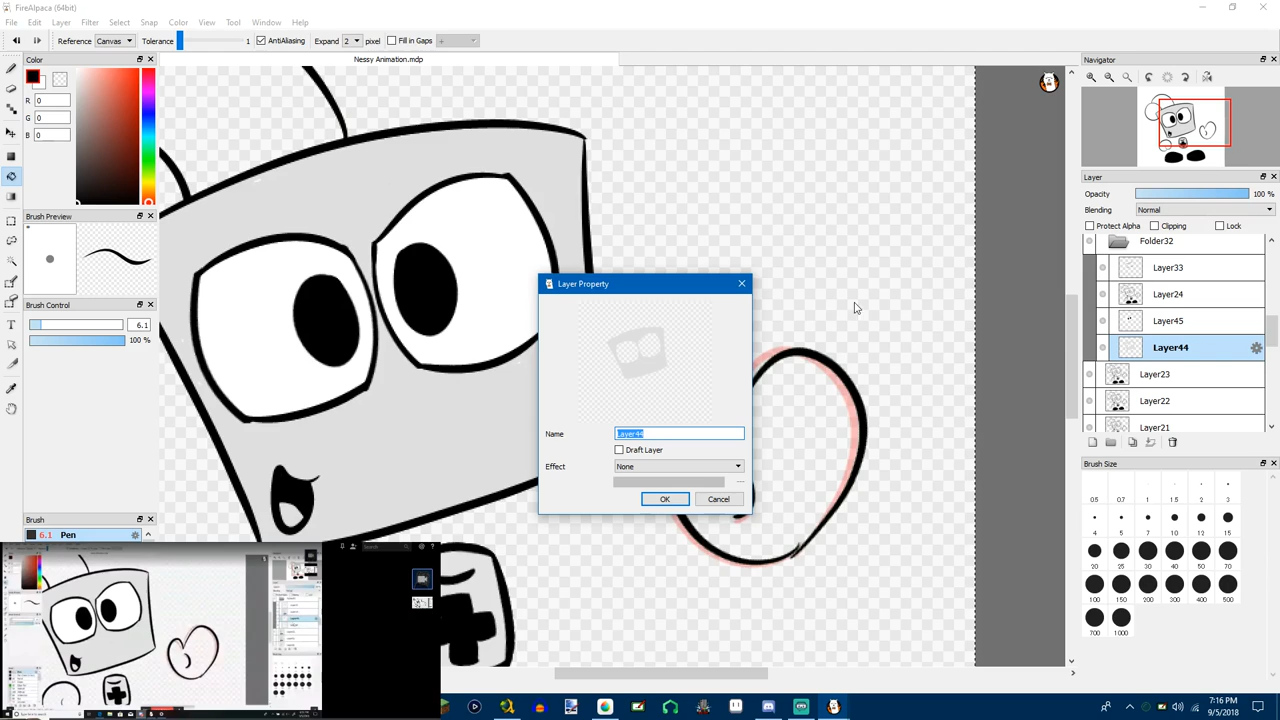 FireAlpaca (64bit)
File Edit Layer Filter Select Snap Color View Tool Window Help
Reference Canvas Tolerance 1 AntiAliasing Expand 2 pixel Fill in Gaps
Nessy Animation.mdp
Color
R 0
G 0
B 0
Brush Preview
Brush Control
6.1
100 %
Brush
6.1 Pen
Search
Layer Property
Name Layer44
Draft Layer
Effect None
OK Cancel
Navigator
Layer
Opacity 100 %
Blending Normal
Protect Alpha Clipping Lock
Folder32
Layer33
Layer24
Layer45
Layer44
Layer23
Layer22
Layer21
Brush Size
0.5 0.7 1 1.5 2 3
4 5 7 10 12 15
20 25 30 40 50 70
100 150 200 300 400 500
700 1000
7:16 PM
9/5/2018